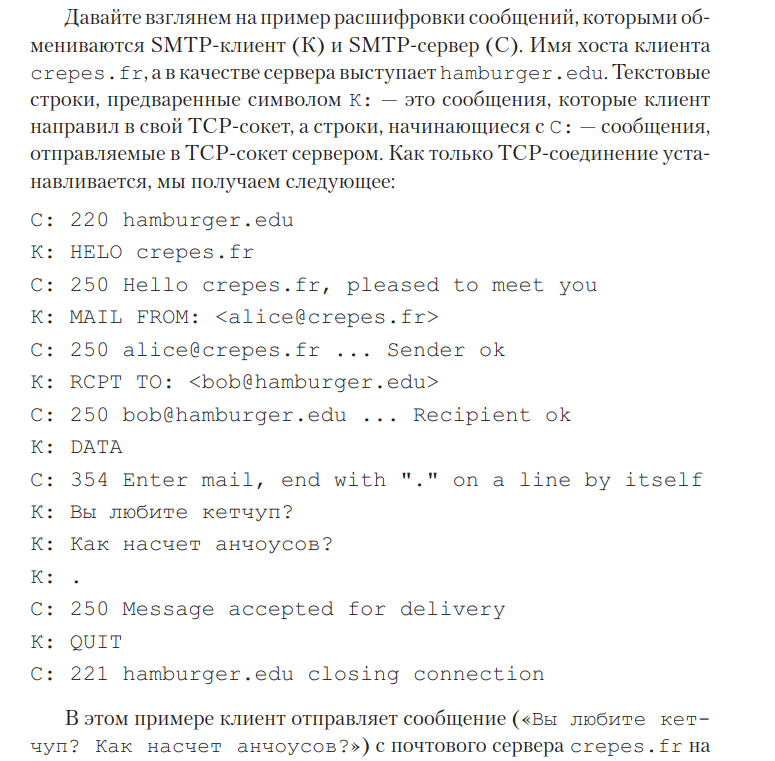 Давайте взглянем на пример расшифровки сообщений, которыми об-
мениваются SMTP-клиент (К) и SMTP-сервер (С). Имя хоста клиента
crepes.fr, а в качестве сервера выступает hamburger.edu. Текстовые
строки, предваренные символом К: — это сообщения, которые клиент
направил в свой TCP-сокет, а строки, начинающиеся с С: — сообщения,
отправляемые в TCP-сокет сервером. Как только TCP-соединение уста-
навливается, мы получаем следующее:
С: 220 hamburger.edu
К: HELO crepes.fr
С: 250 Hello crepes.fr, pleased to meet you
К: MAIL FROM: <alice@crepes.fr>
С: 250 alice@crepes.fr ... Sender ok
К: RCPT TO: <bob@hamburger.edu>
С: 250 bob@hamburger.edu ... Recipient ok
К: DATA
С: 354 Enter mail, end with "." on a line by itself
К: Вы любите кетчуп?
К: Как насчет анчоусов?
К: .
С: 250 Message accepted for delivery
К: QUIT
С: 221 hamburger.edu closing connection
В этом примере клиент отправляет сообщение («Вы любите кет-
чуп? Как насчет анчоусов?») с почтового сервера crepes.fr на